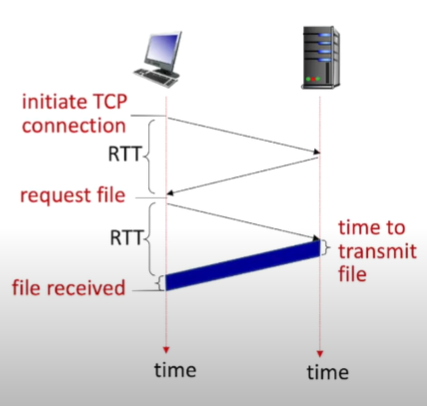 initiate TCP
connection
RTT
request file
RTT
time to
transmit
file
file received
time
time